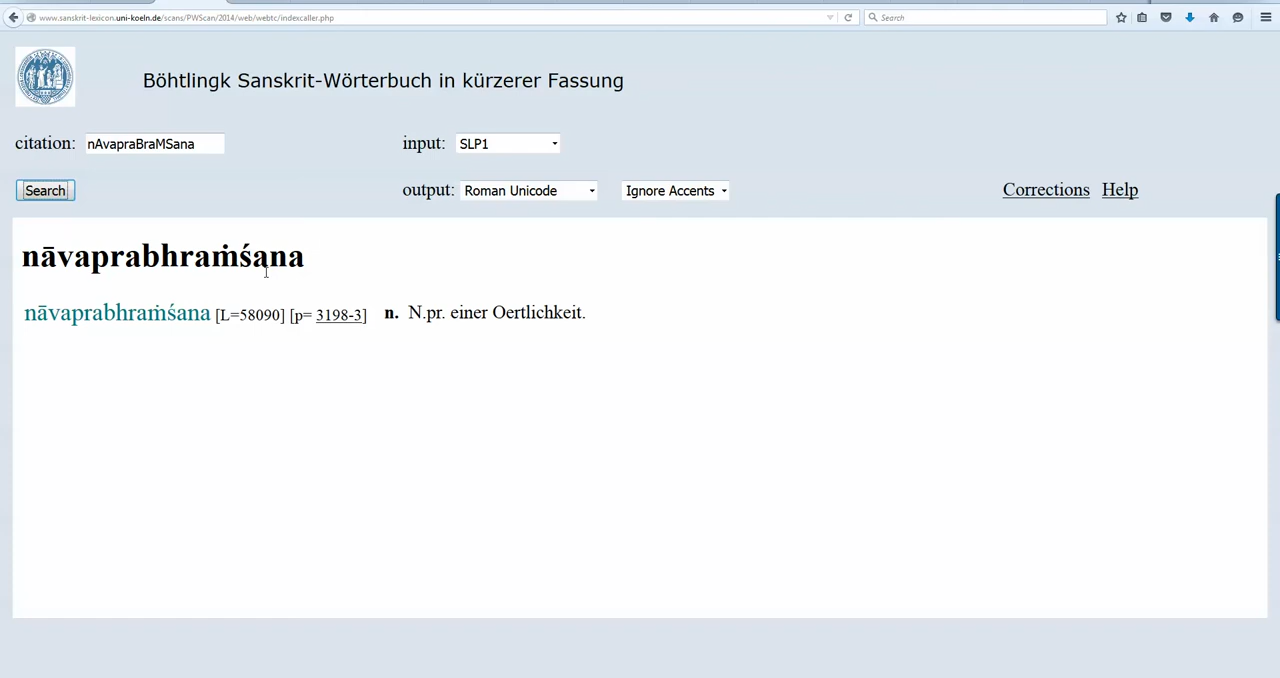 www.sanskrit-lexicon.uni-koeln.de/scans/PWScan/2014/web/webtc/indexcaller.php
Search
Böhtlingk Sanskrit-Wörterbuch in kürzerer Fassung
citation: nAvapraBraMSana input: SLP1
Search output: Roman Unicode Ignore Accents Corrections Help
nāvaprabhraṁśana
nāvaprabhraṁśana [L=58090] [p= 3198-3] n. N.pr. einer Oertlichkeit.